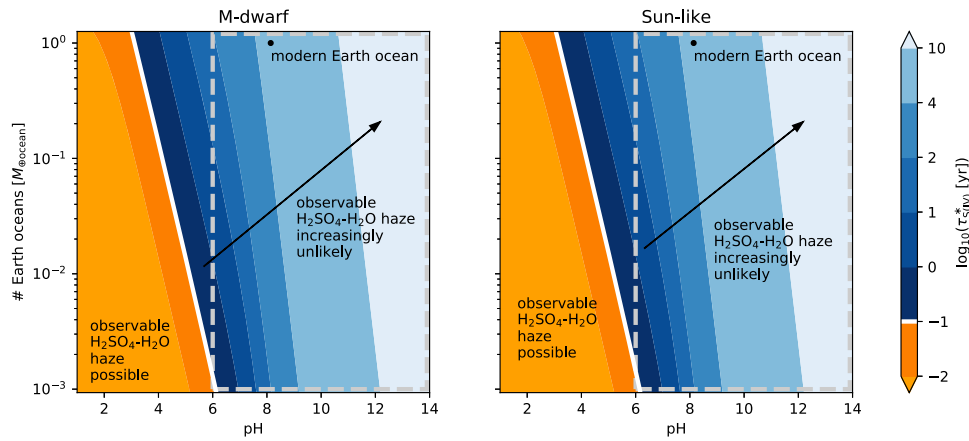 M-dwarf
10⁰
10⁻¹
10⁻²
10⁻³
# Earth oceans [M⊕ocean]
modern Earth ocean
observable
H₂SO₄-H₂O haze
increasingly
unlikely
observable
H₂SO₄-H₂O
haze
possible
2 4 6 8 10 12 14
pH
Sun-like
modern Earth ocean
observable
H₂SO₄-H₂O haze
increasingly
unlikely
observable
H₂SO₄-H₂O
haze
possible
2 4 6 8 10 12 14
pH
10
4
2
1
0
−1
−2
log₁₀(τ*S(IV) [yr])